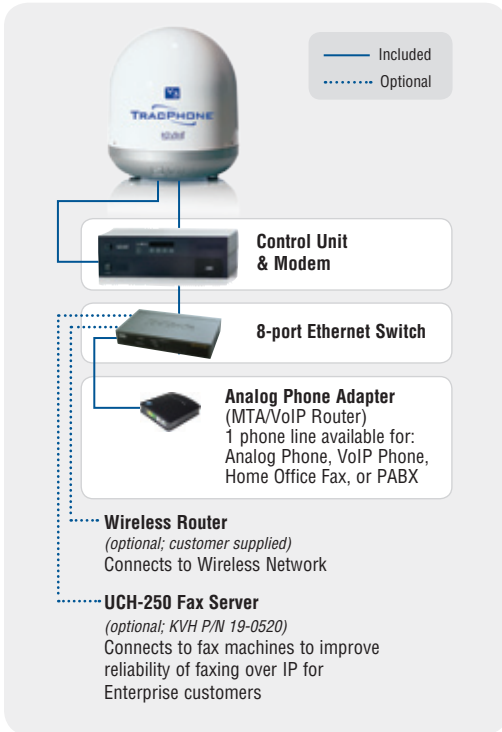 Included
Optional
V7
TRACPHONE
Control Unit
& Modem
8-port Ethernet Switch
Analog Phone Adapter
(MTA/VoIP Router)
1 phone line available for:
Analog Phone, VoIP Phone,
Home Office Fax, or PABX
Wireless Router
(optional; customer supplied)
Connects to Wireless Network
UCH-250 Fax Server
(optional; KVH P/N 19-0520)
Connects to fax machines to improve
reliability of faxing over IP for
Enterprise customers